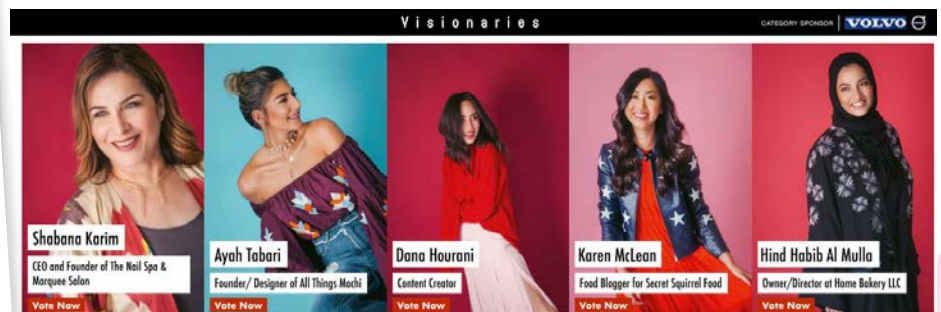 Visionaries
CATEGORY SPONSOR
VOLVO
Shabana Karim
CEO and Founder of The Nail Spa &
Marquee Salon
Vote Now
Ayah Tabari
Founder/ Designer of All Things Mochi
Vote Now
Dana Hourani
Content Creator
Vote Now
Karen McLean
Food Blogger for Secret Squirrel Food
Vote Now
Hind Habib Al Mulla
Owner/Director at Home Bakery LLC
Vote Now